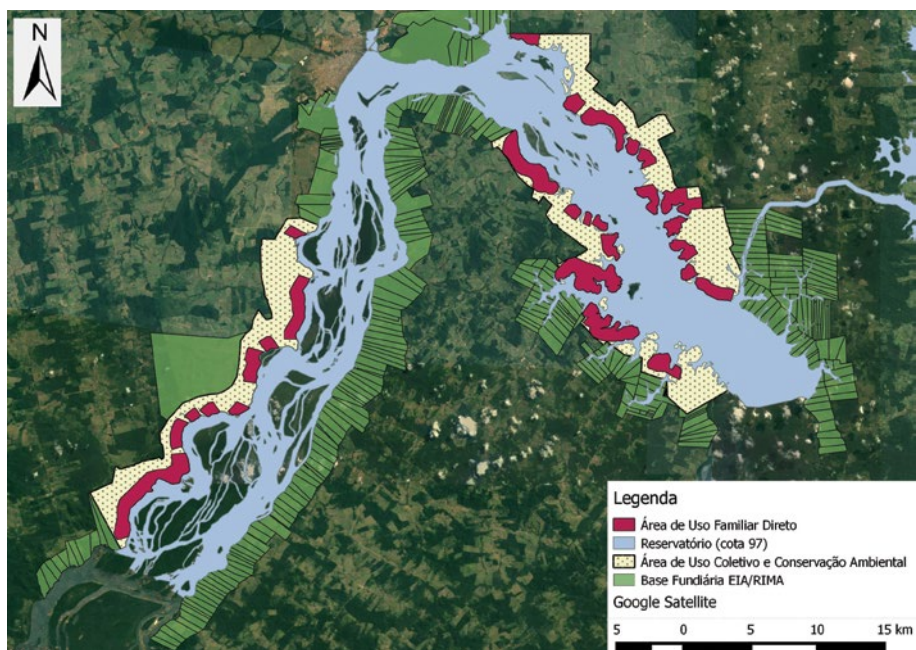 N
Legenda
Área de Uso Familiar Direto
Reservatório (cota 97)
Área de Uso Coletivo e Conservação Ambiental
Base Fundiária EIA/RIMA
Google Satellite
5 0 5 10 15 km